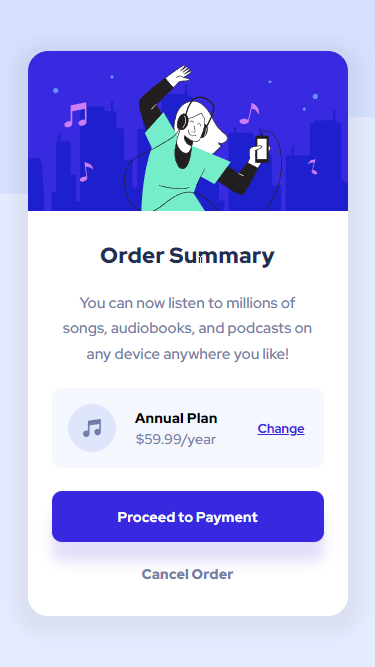 Order Summary
You can now listen to millions of
songs, audiobooks, and podcasts on
any device anywhere you like!
Annual Plan
$59.99/year
Change
Proceed to Payment
Cancel Order